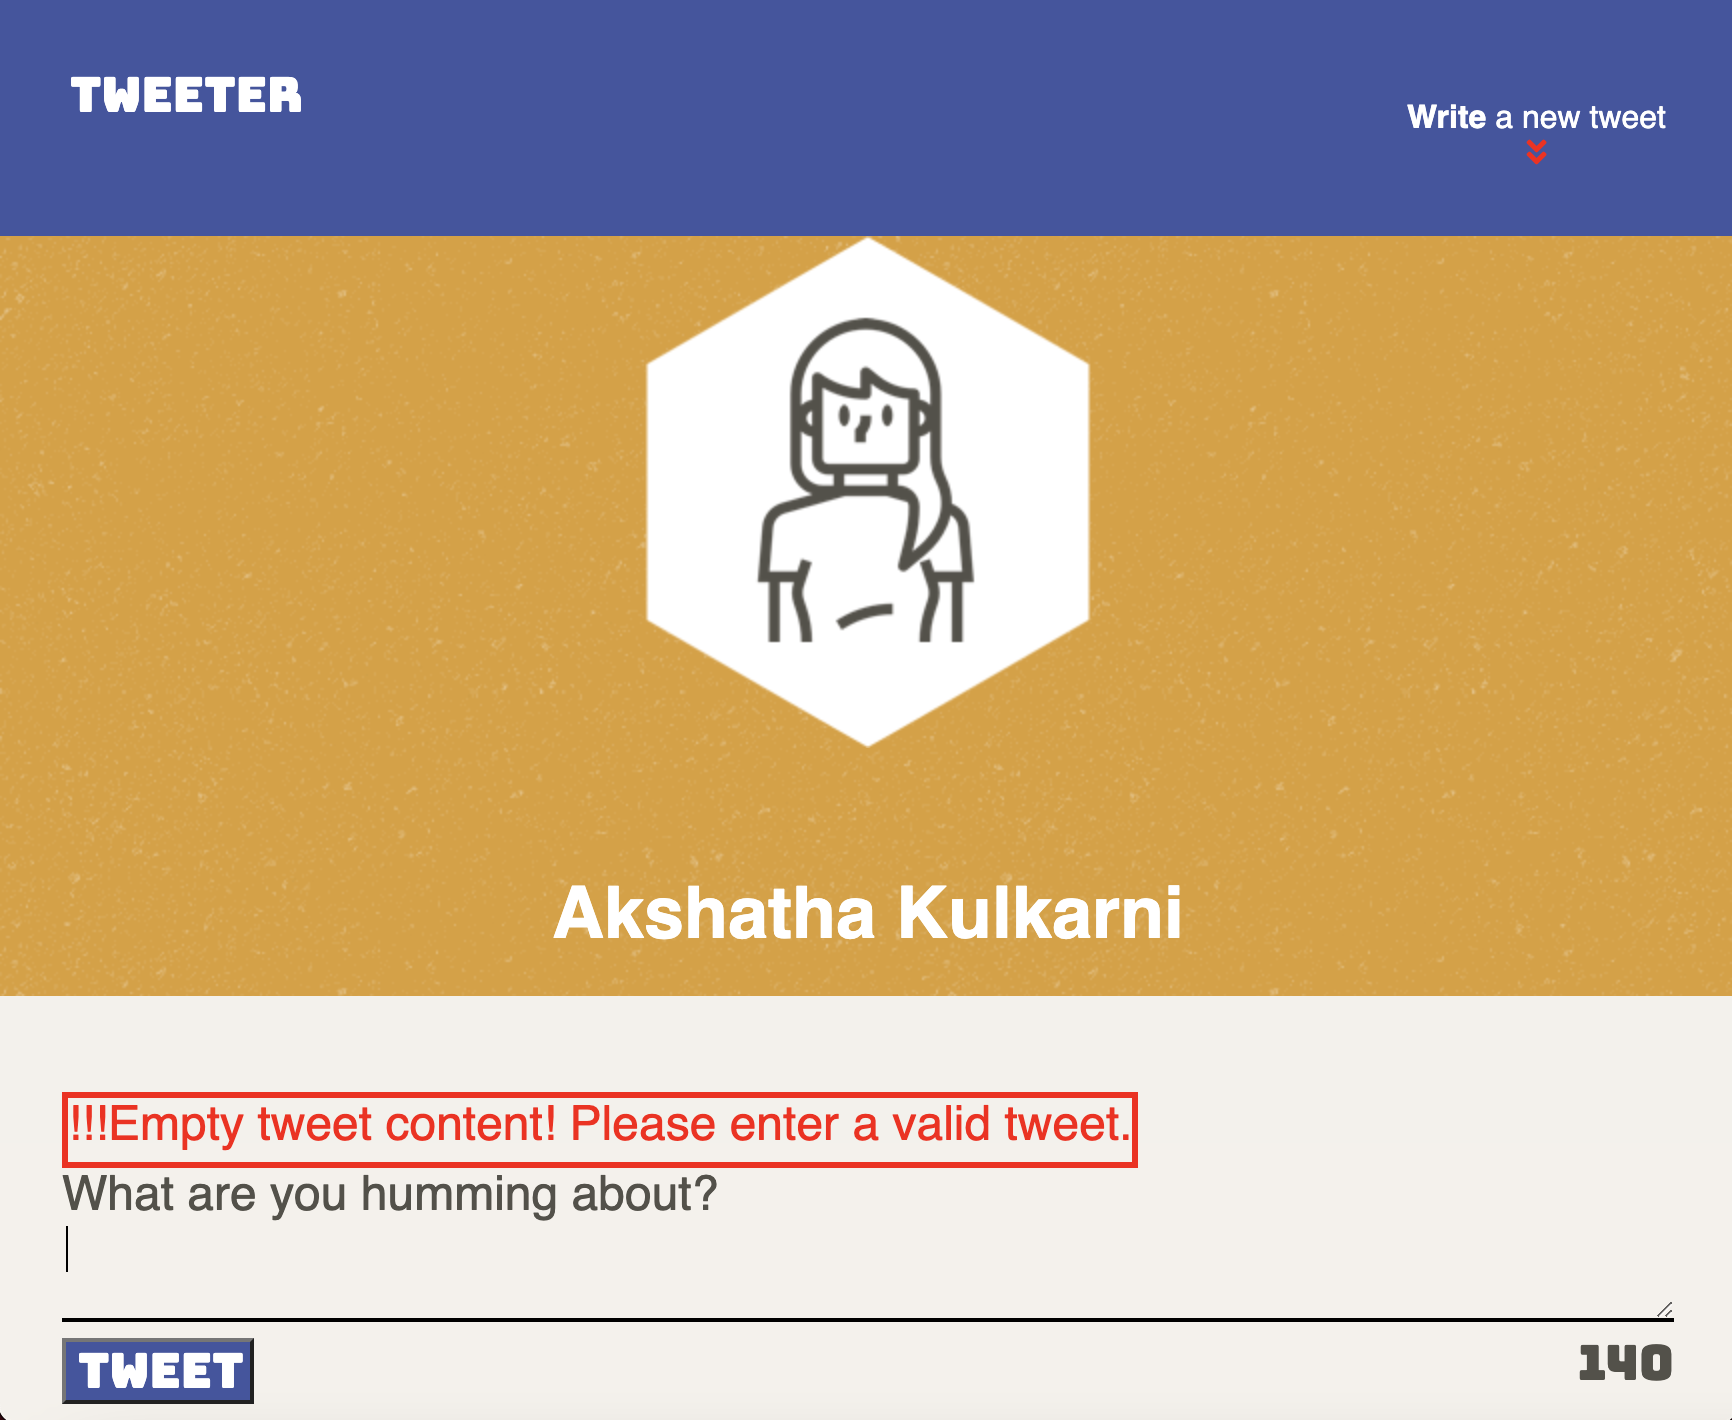 TWEETER
Write a new tweet
Akshatha Kulkarni
!!!Empty tweet content! Please enter a valid tweet.
What are you humming about?
TWEET
140